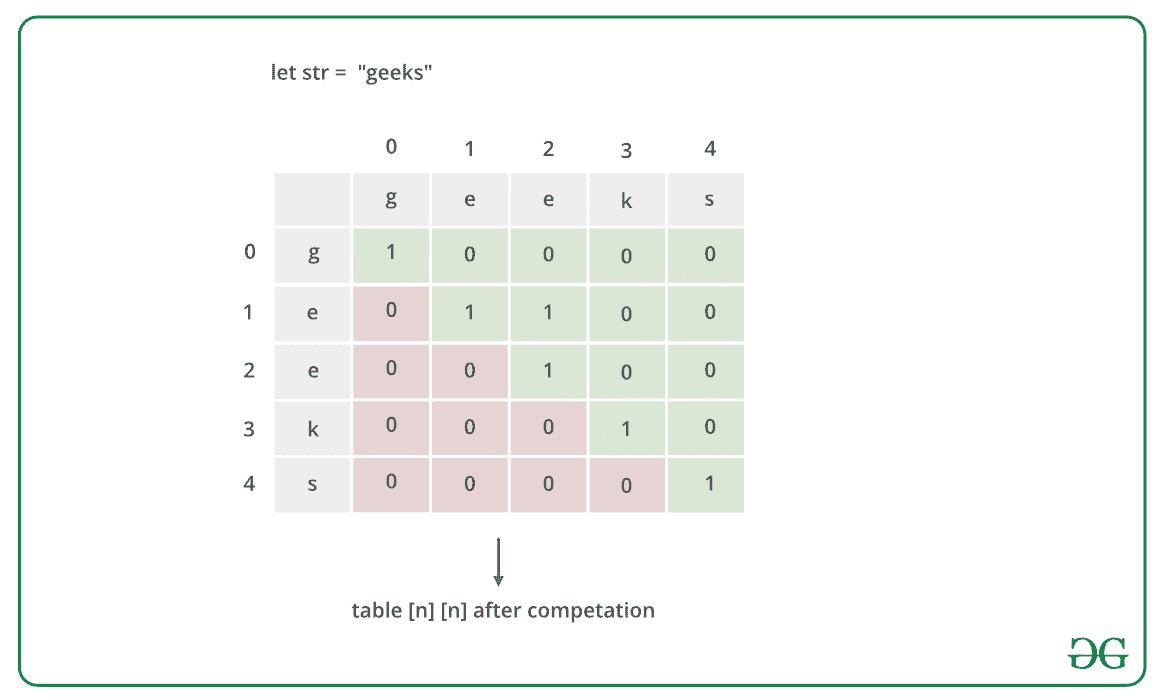 let str = "geeks"
0 1 2 3 4
g e e k s
0 g 1 0 0 0 0
1 e 0 1 1 0 0
2 e 0 0 1 0 0
3 k 0 0 0 1 0
4 s 0 0 0 0 1
table [n] [n] after competation